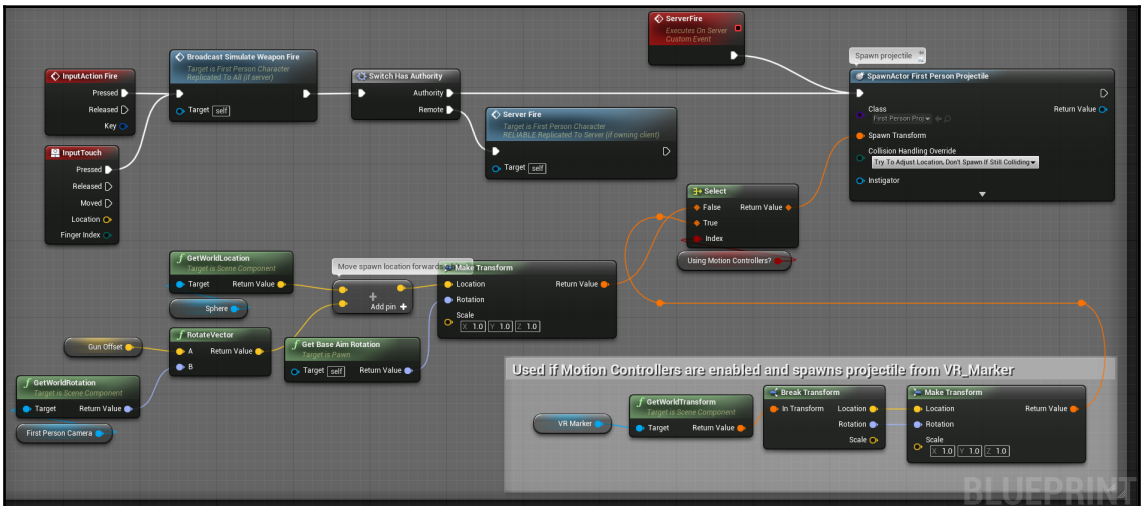 InputAction Fire
Pressed
Released
Key
InputTouch
Pressed
Released
Moved
Location
Finger Index
Broadcast Simulate Weapon Fire
Target is First Person Character
Replicated To All (if server)
Target self
Switch Has Authority
Authority
Remote
Server Fire
Target is First Person Character
RELIABLE Replicated To Server (if owning client)
Target self
ServerFire
Executes On Server
Custom Event
Spawn projectile
SpawnActor First Person Projectile
Class
First Person Proj
Return Value
Spawn Transform
Collision Handling Override
Try To Adjust Location, Don't Spawn If Still Colliding
Instigator
Select
False Return Value
True
Index
Using Motion Controllers?
GetWorldLocation
Target is Scene Component
Target Return Value
Sphere
Move spawn location forwards
Add pin +
Make Transform
Location Return Value
Rotation
Scale
X 1.0 Y 1.0 Z 1.0
Gun Offset
RotateVector
A Return Value
B
Get Base Aim Rotation
Target is Pawn
Target self Return Value
GetWorldRotation
Target is Scene Component
Target Return Value
First Person Camera
Used if Motion Controllers are enabled and spawns projectile from VR_Marker
VR Marker
GetWorldTransform
Target is Scene Component
Target Return Value
Break Transform
In Transform Location
Rotation
Scale
Make Transform
Location Return Value
Rotation
Scale
X 1.0 Y 1.0 Z 1.0
BLUEPRINT